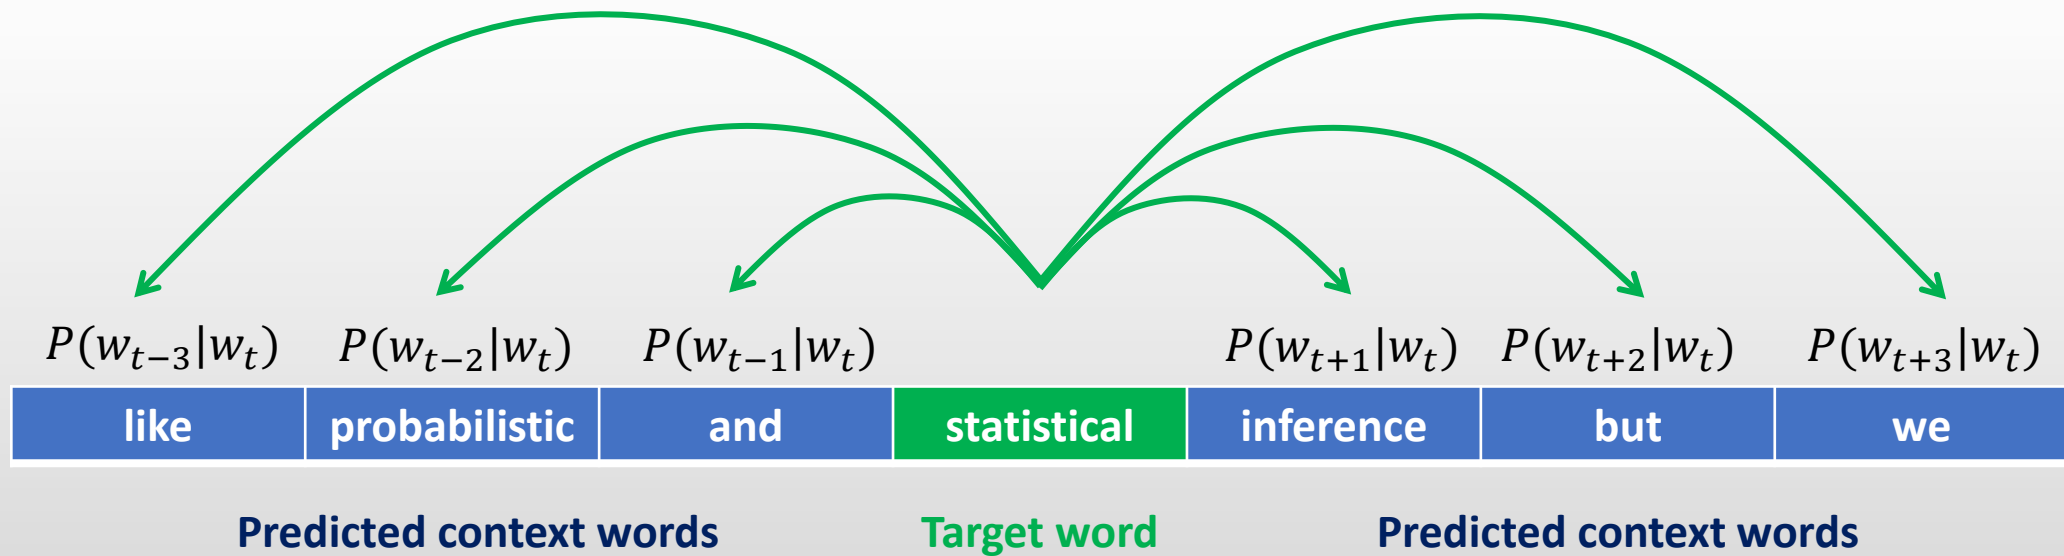 P(w_{t−3}|w_t) P(w_{t−2}|w_t) P(w_{t−1}|w_t) P(w_{t+1}|w_t) P(w_{t+2}|w_t) P(w_{t+3}|w_t)
like probabilistic and statistical inference but we
Predicted context words Target word Predicted context words